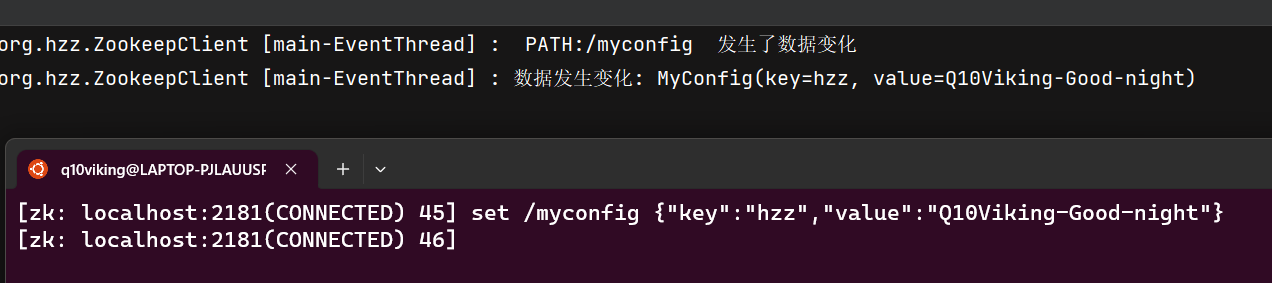 org.hzz.ZookeepClient [main-EventThread] :  PATH:/myconfig  发生了数据变化
org.hzz.ZookeepClient [main-EventThread] : 数据发生变化: MyConfig(key=hzz, value=Q10Viking-Good-night)
q10viking@LAPTOP-PJLAUUSF
[zk: localhost:2181(CONNECTED) 45] set /myconfig {"key":"hzz","value":"Q10Viking-Good-night"}
[zk: localhost:2181(CONNECTED) 46]